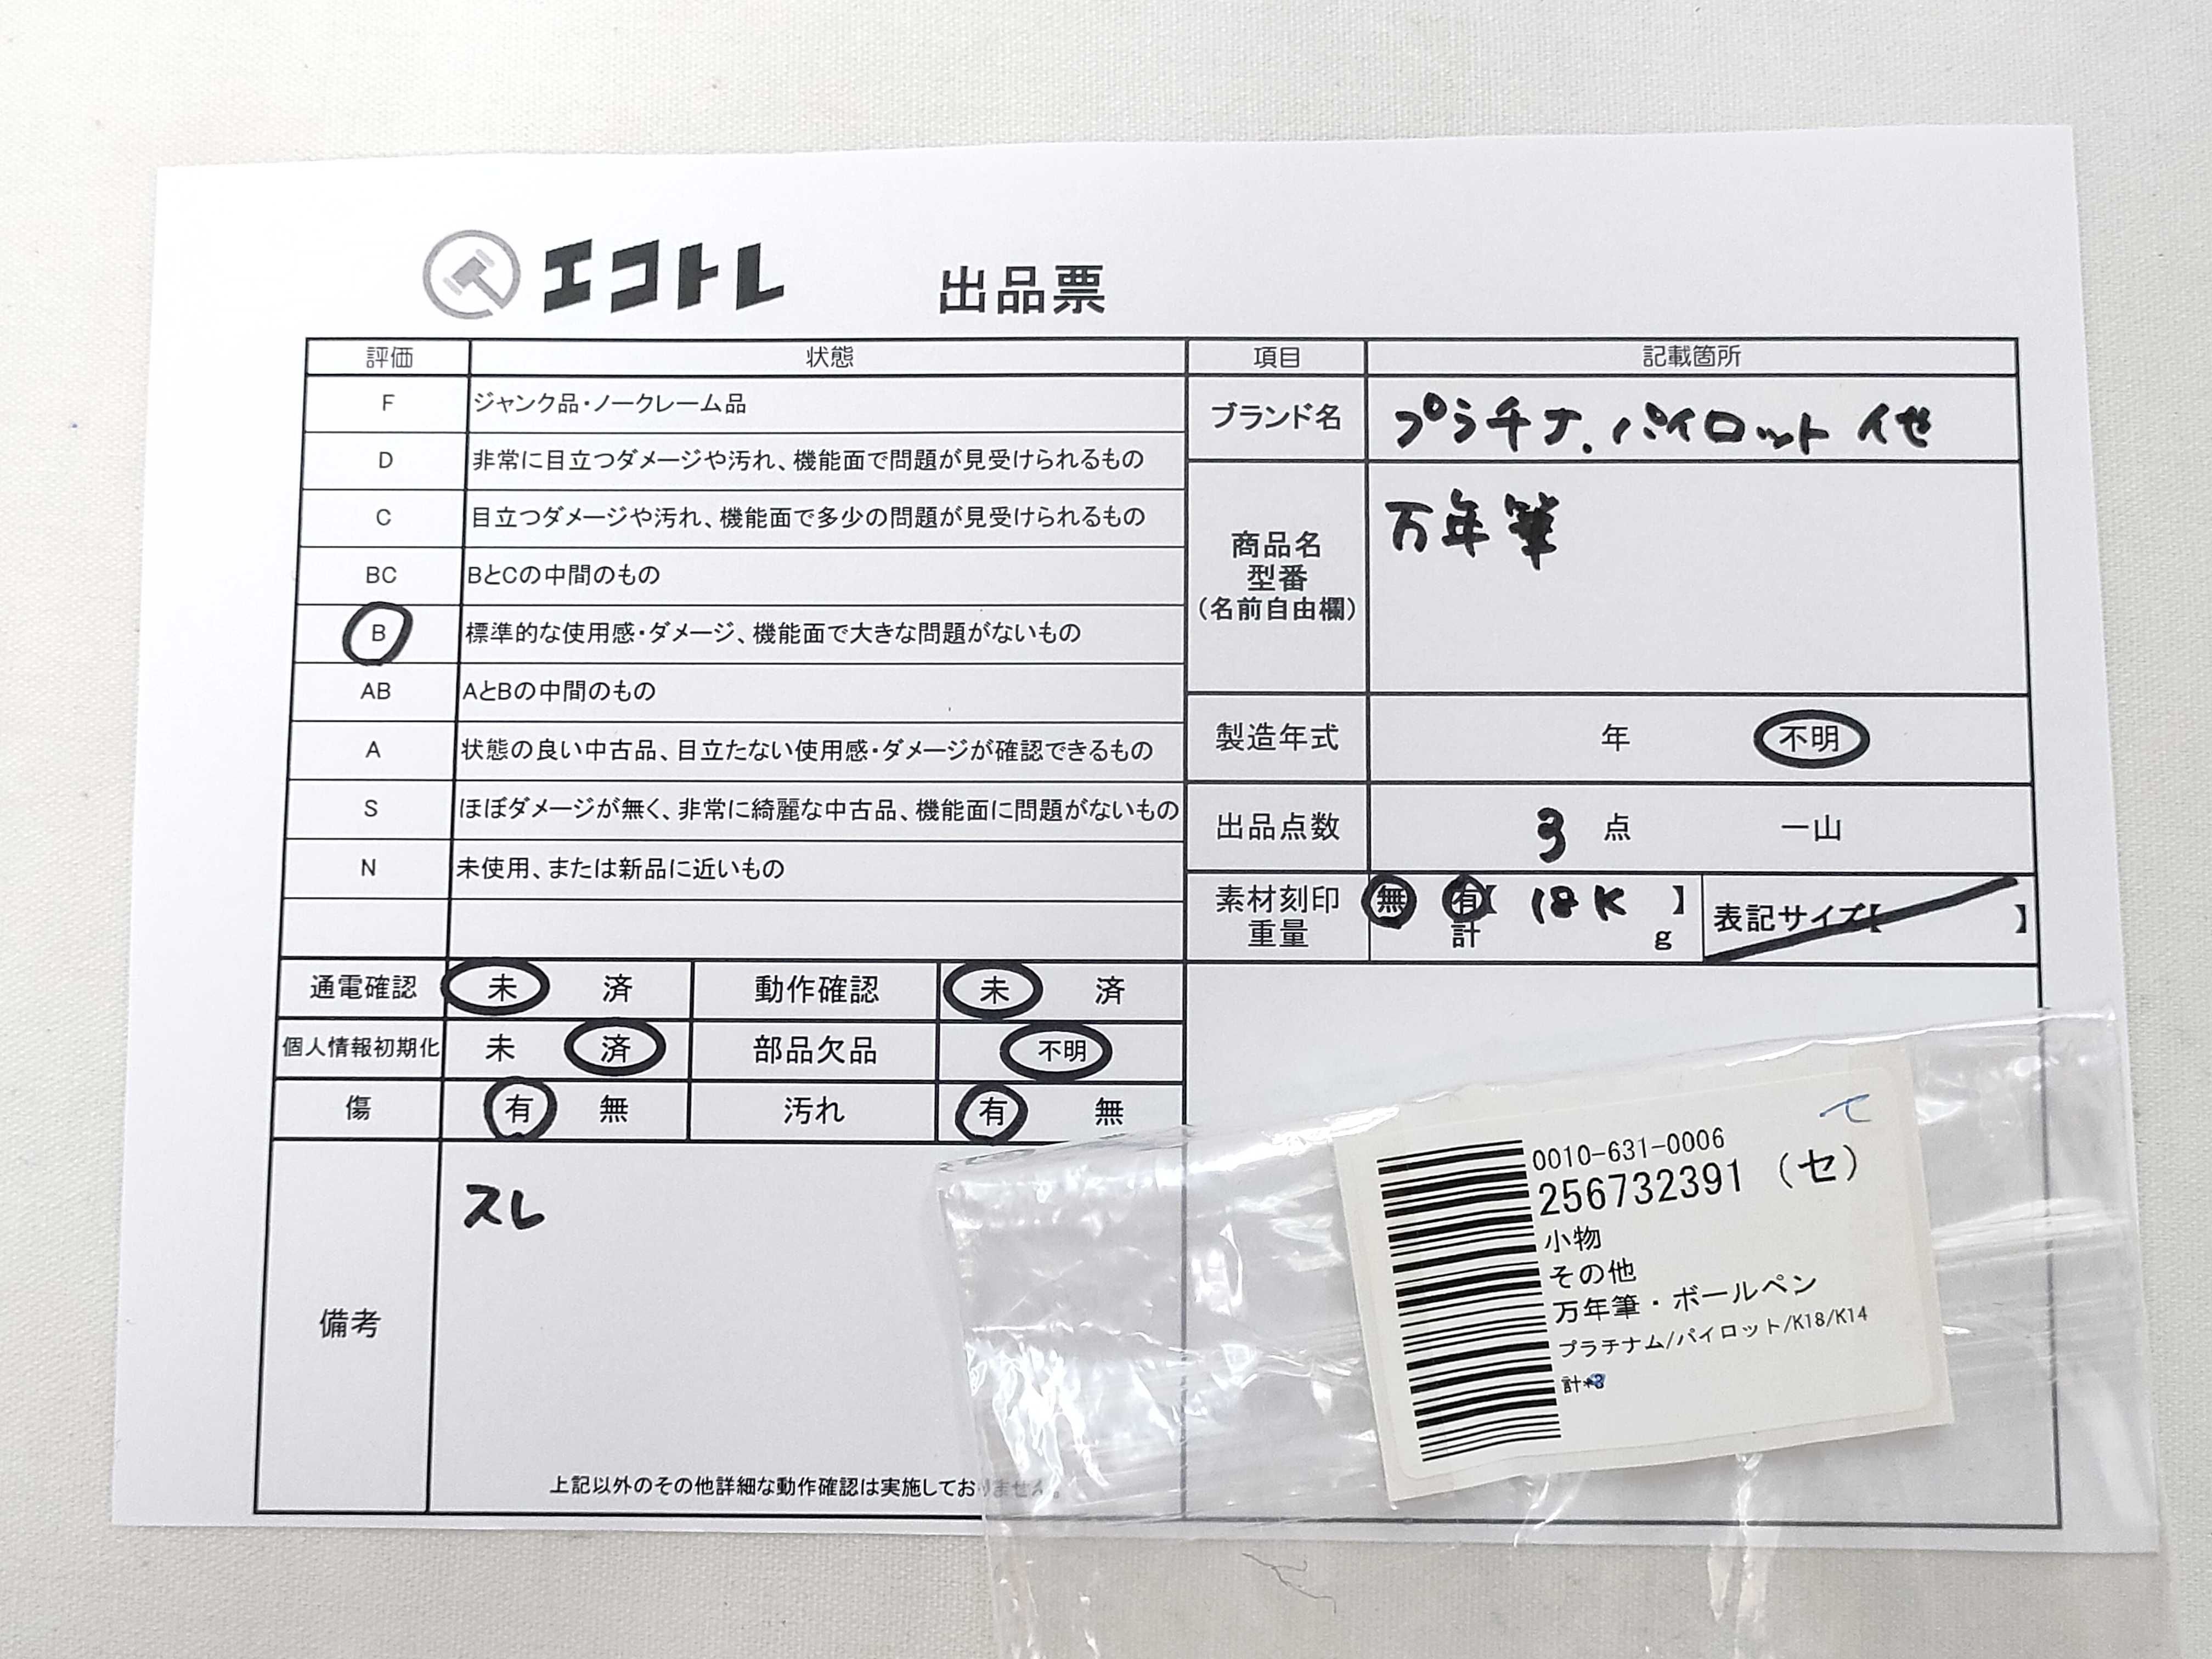 エコトレ 出品票
評価 状態 項目 記載箇所
F ジャンク品・ノークレーム品
D 非常に目立つダメージや汚れ、機能面で問題が見受けられるもの
C 目立つダメージや汚れ、機能面で多少の問題が見受けられるもの
BC BとCの中間のもの
B 標準的な使用感・ダメージ、機能面で大きな問題がないもの
AB AとBの中間のもの
A 状態の良い中古品、目立たない使用感・ダメージが確認できるもの
S ほぼダメージが無く、非常に綺麗な中古品、機能面に問題がないもの
N 未使用、または新品に近いもの
ブランド名 プラチナ.パイロット イセ
商品名
型番
(名前自由欄)
万年筆
製造年式 年 不明
出品点数 3 点 一山
素材刻印 無 有【 18K 】
重量 計 g
表記サイズ【 】
通電確認 未 済 動作確認 未 済
個人情報初期化 未 済 部品欠品 不明
傷 有 無 汚れ 有 無
備考 スレ
上記以外のその他詳細な動作確認は実施しておりません。
0010-631-0006
256732391 (セ)
小物
その他
万年筆・ボールペン
プラチナム/パイロット/K18/K14
計*3